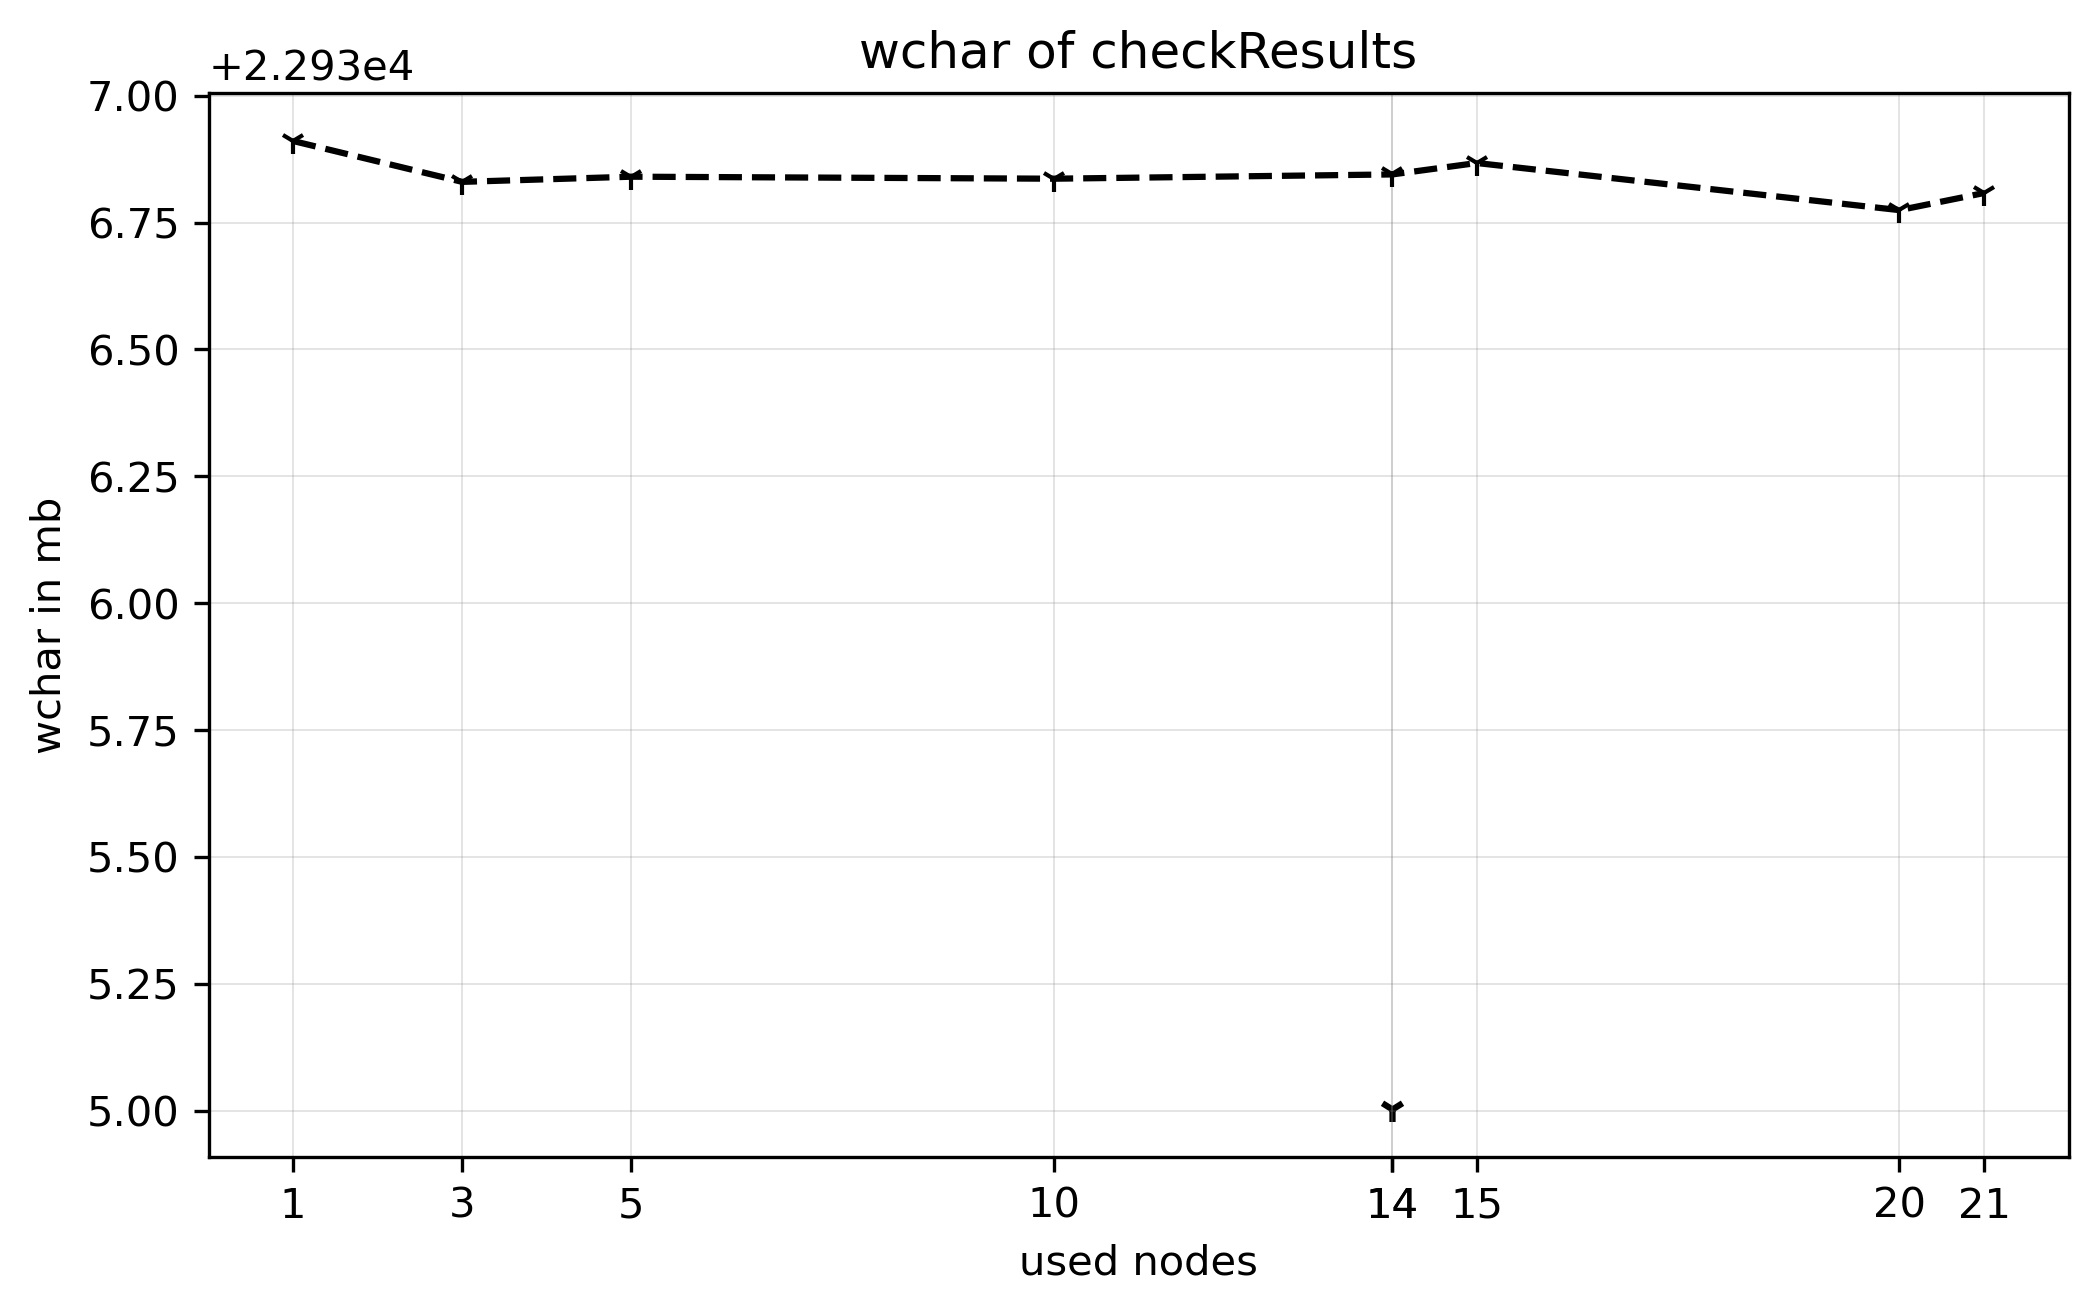 wchar of checkResults
+2.293e4
7.00
6.75
6.50
6.25
6.00
5.75
5.50
5.25
5.00
wchar in mb
1 3 5 10 14 15 20 21
used nodes